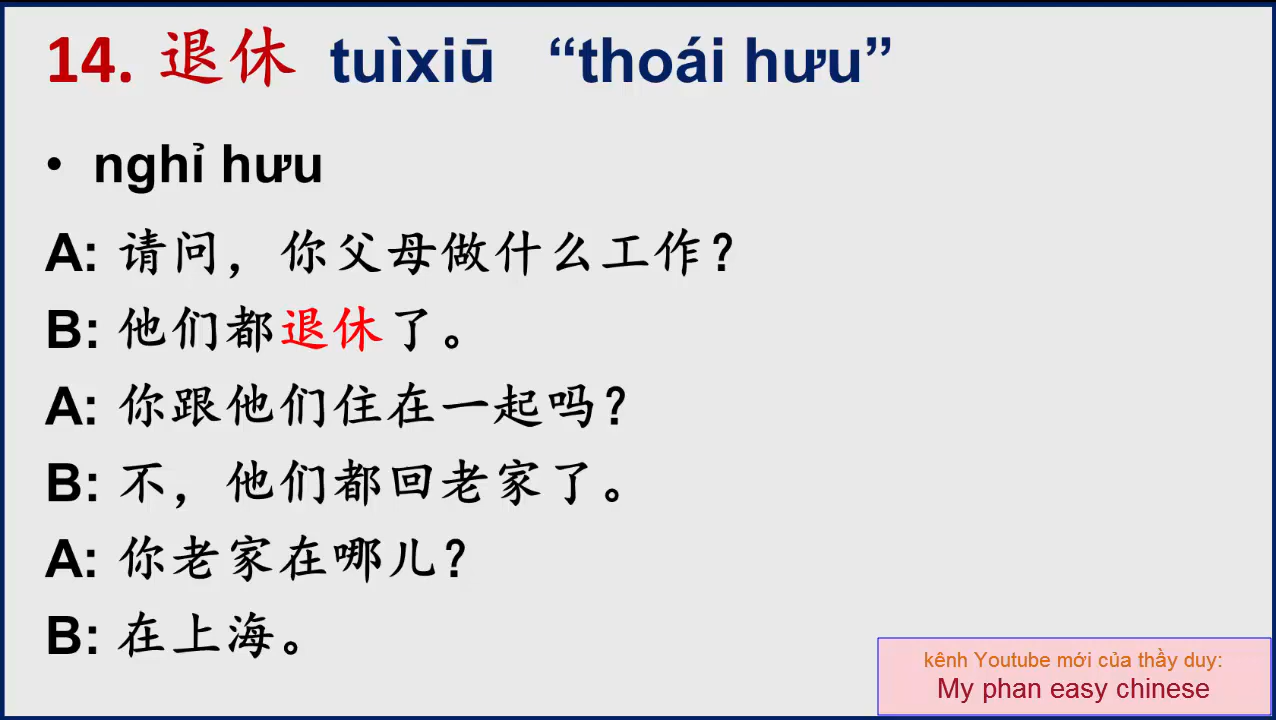 14. 退休 tuìxiū “thoái hưu”
• nghỉ hưu
A: 请问，你父母做什么工作？
B: 他们都退休了。
A: 你跟他们住在一起吗？
B: 不，他们都回老家了。
A: 你老家在哪儿？
B: 在上海。
kênh Youtube mới của thầy duy:
My phan easy chinese